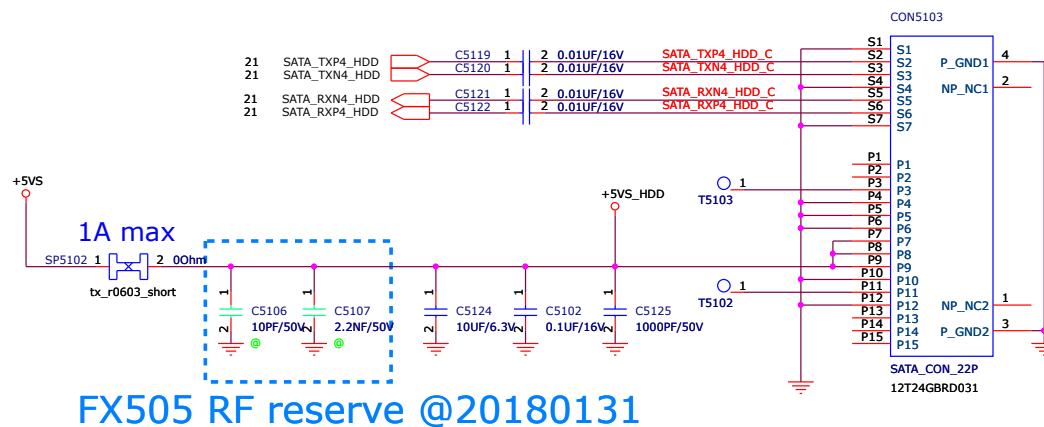 CON5103
21 SATA_TXP4_HDD C5119 1 2 0.01UF/16V SATA_TXP4_HDD_C
21 SATA_TXN4_HDD C5120 1 2 0.01UF/16V SATA_TXN4_HDD_C
21 SATA_RXN4_HDD C5121 1 2 0.01UF/16V SATA_RXN4_HDD_C
21 SATA_RXP4_HDD C5122 1 2 0.01UF/16V SATA_RXP4_HDD_C
S1 S1
S2 S2
S3 S3
S4 S4
S5 S5
S6 S6
S7 S7
P_GND1 4
NP_NC1 2
P1 P1
P2 P2
P3 P3
P4 P4
P5 P5
P6 P6
P7 P7
P8 P8
P9 P9
P10 P10
P11 P11
P12 P12
P13 P13
P14 P14
P15 P15
NP_NC2 1
P_GND2 3
SATA_CON_22P
12T24GBRD031
T5103 1
T5102 1
+5VS
+5VS_HDD
1A max
SP5102 1 2 0Ohm
tx_r0603_short
1 2 C5106
10PF/50V
@
1 2 C5107
2.2NF/50V
@
1 2 C5124
10UF/6.3V
1 2 C5102
0.1UF/16V
1 2 C5125
1000PF/50V
FX505 RF reserve @20180131